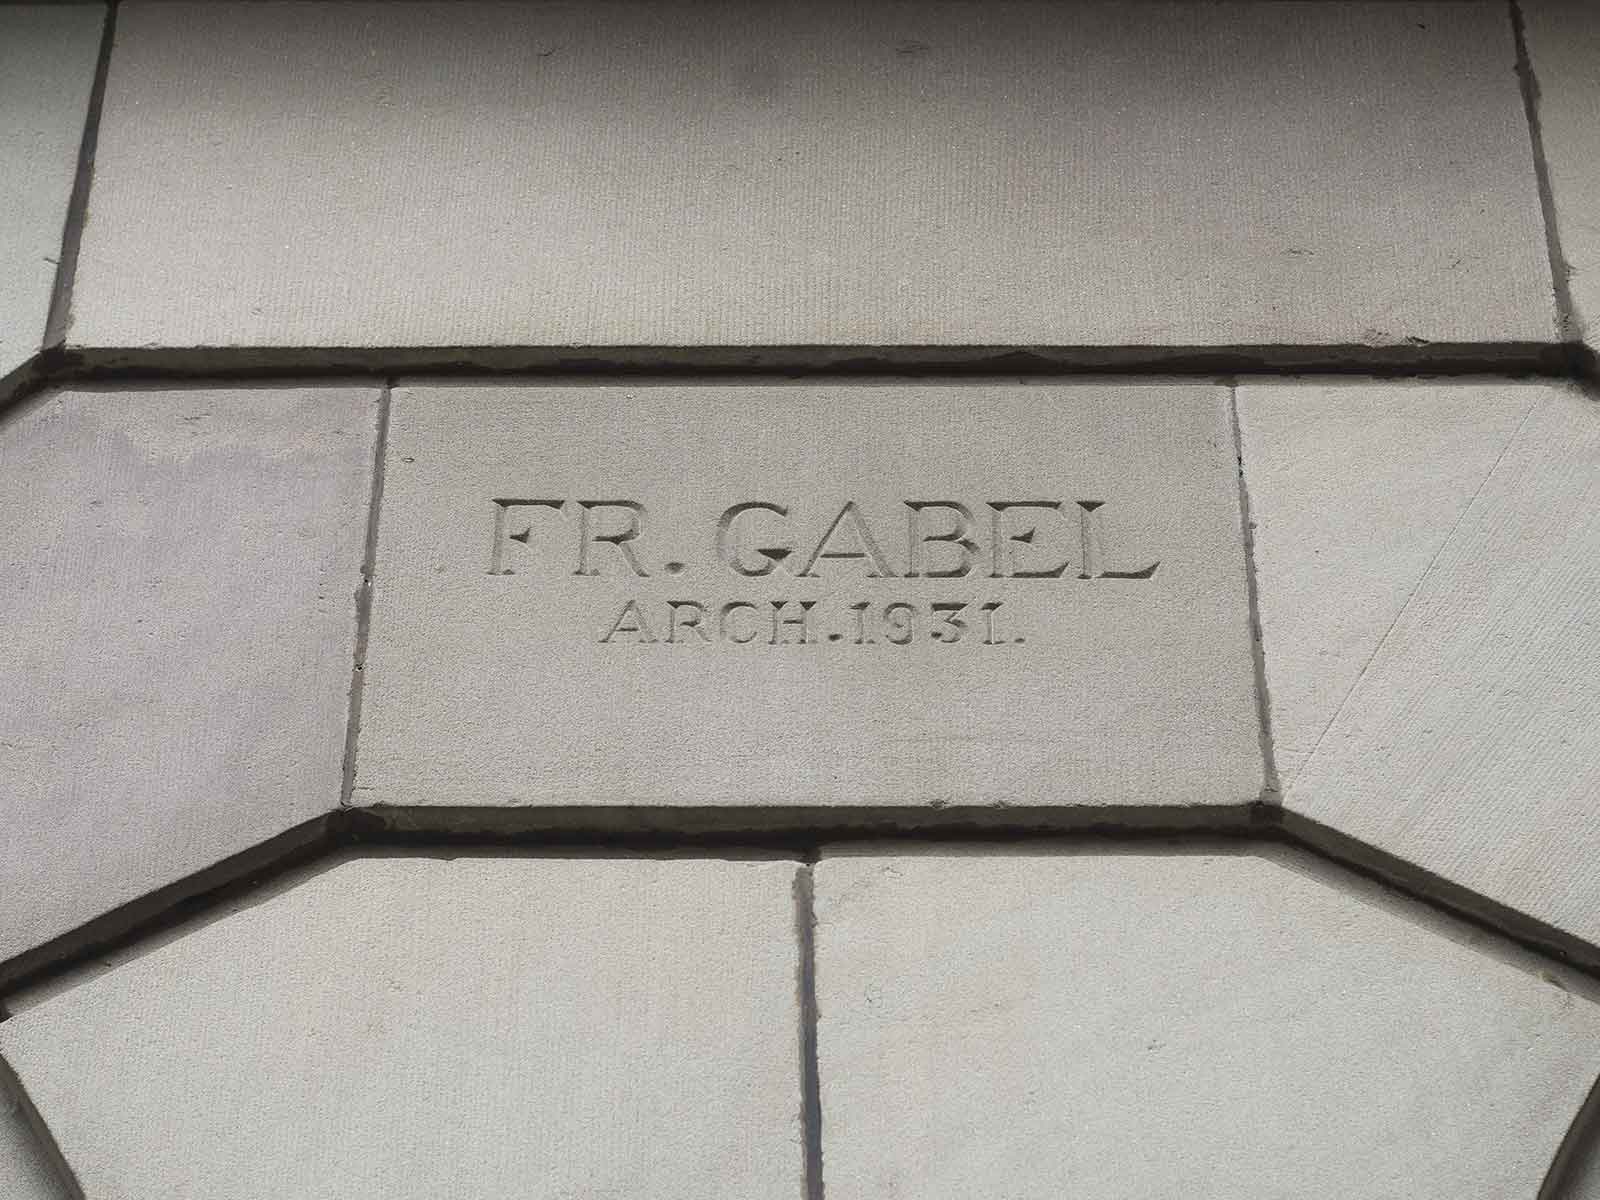 FR. GABEL
ARCH. 1931.